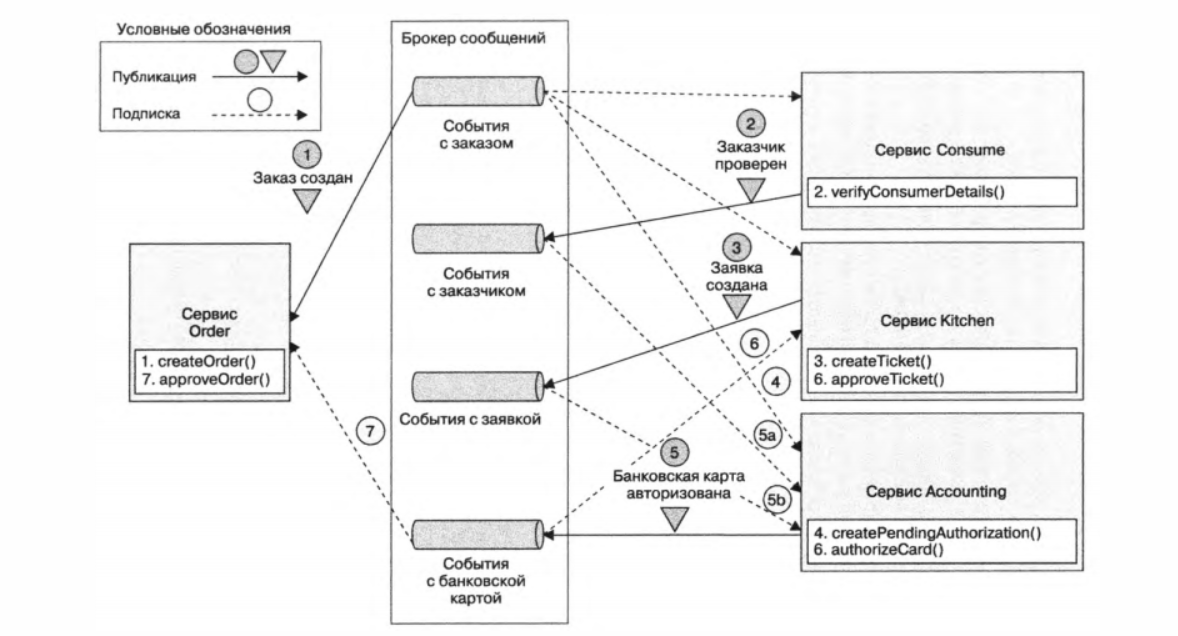 Условные обозначения
Публикация
Подписка
Брокер сообщений
События
с заказом
События
с заказчиком
События с заявкой
События
с банковской
картой
1
Заказ создан
Сервис
Order
1. createOrder()
7. approveOrder()
7
2
Заказчик
проверен
3
Заявка
создана
6
4
5а
5
Банковская карта
авторизована
5b
Сервис Consume
2. verifyConsumerDetails()
Сервис Kitchen
3. createTicket()
6. approveTicket()
Сервис Accounting
4. createPendingAuthorization()
6. authorizeCard()